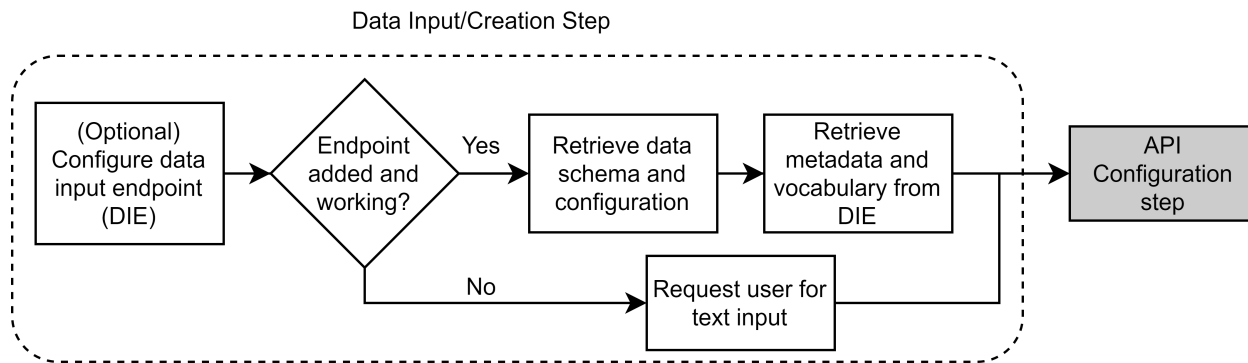 Data Input/Creation Step
(Optional)
Configure data
input endpoint
(DIE)
Endpoint
added and
working?
Yes
Retrieve data
schema and
configuration
Retrieve
metadata and
vocabulary from
DIE
API
Configuration
step
No
Request user for
text input